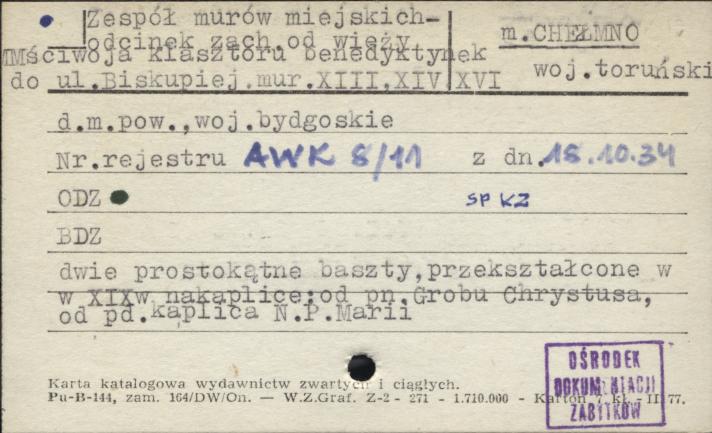 Zespół murów miejskich-
odcinek zach.od wieży
MMściwoja klasztoru benedyktynek
do ul.Biskupiej.mur.XIII,XIV,XVI
m.CHEŁMNO
woj.toruński
d.m.pow.,woj.bydgoskie
Nr.rejestru AWK 8/11 z dn.15.10.34
ODZ SP KZ
BDZ
dwie prostokątne baszty,przekształcone w
w XIXw nakaplice:od pn.Grobu Chrystusa,
od pd.kaplica N.P.Marii
OŚRODEK
DOKUMENTACJI
ZABYTKÓW
Karta katalogowa wydawnictw zwartych i ciągłych.
Pu-B-144, zam. 164/DW/On. — W.Z.Graf. Z-2 - 271 - 1.710.000 - Karton 7 kl. - II 77.